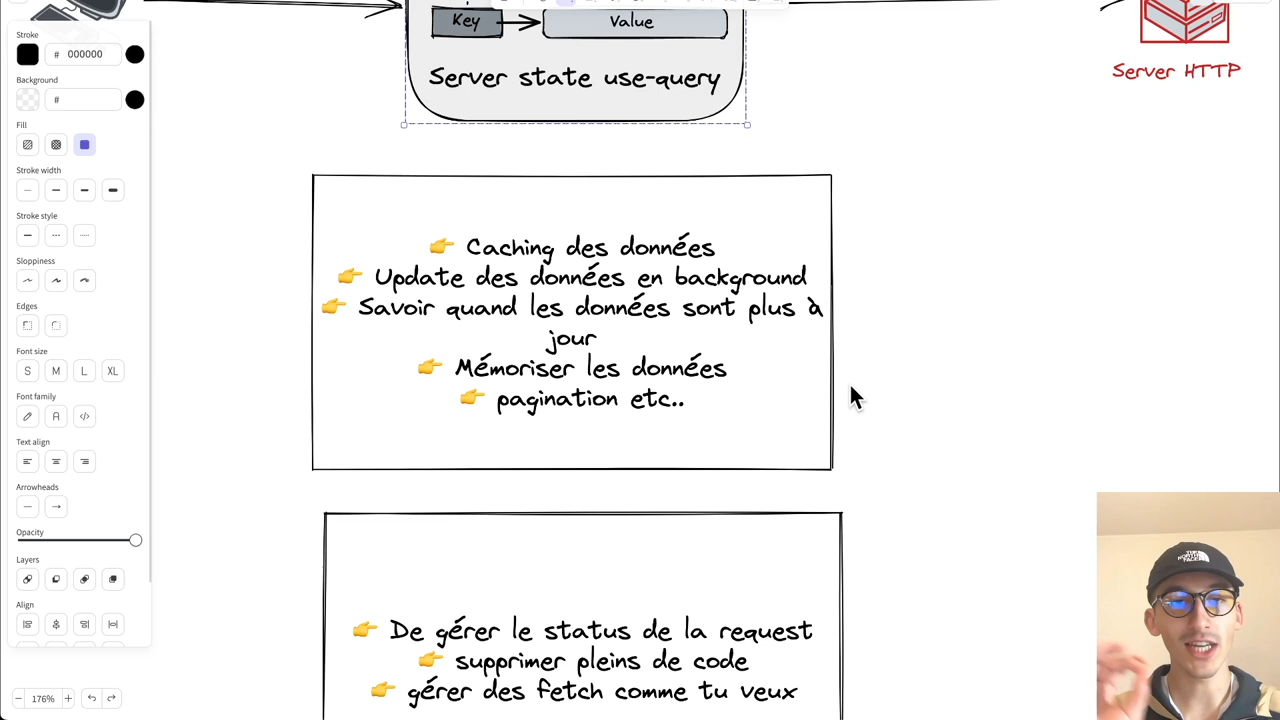 Stroke
# 000000
Background
#
Fill
Stroke width
Stroke style
Sloppiness
Edges
Font size
S M L XL
Font family
A </>
Text align
Arrowheads
Opacity
Layers
Align
− 176% +
Key
Value
Server state use-query
Server HTTP
👉 Caching des données
👉 Update des données en background
👉 Savoir quand les données sont plus à
jour
👉 Mémoriser les données
👉 pagination etc..
👉 De gérer le status de la request
👉 supprimer pleins de code
👉 gérer des fetch comme tu veux
THE NORTH FACE